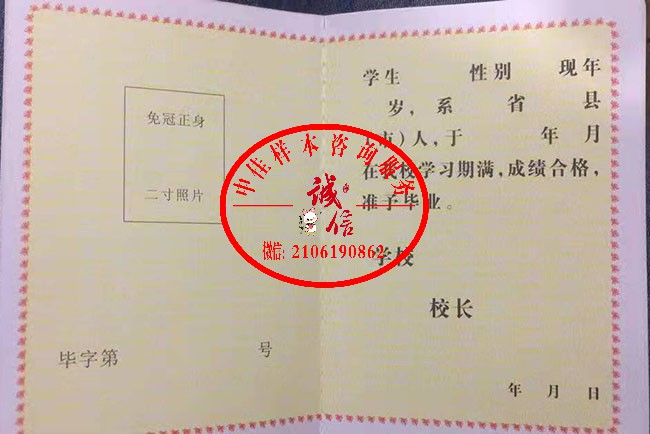 免冠正身
二寸照片
毕字第 号
学生 性别 现年
岁，系 省 县
市）人，于 年 月
在 校学习期满，成绩合格，
准予毕业。
学校
校长
年 月 日
中佳样本咨询服务
诚信
微信: 2106190862